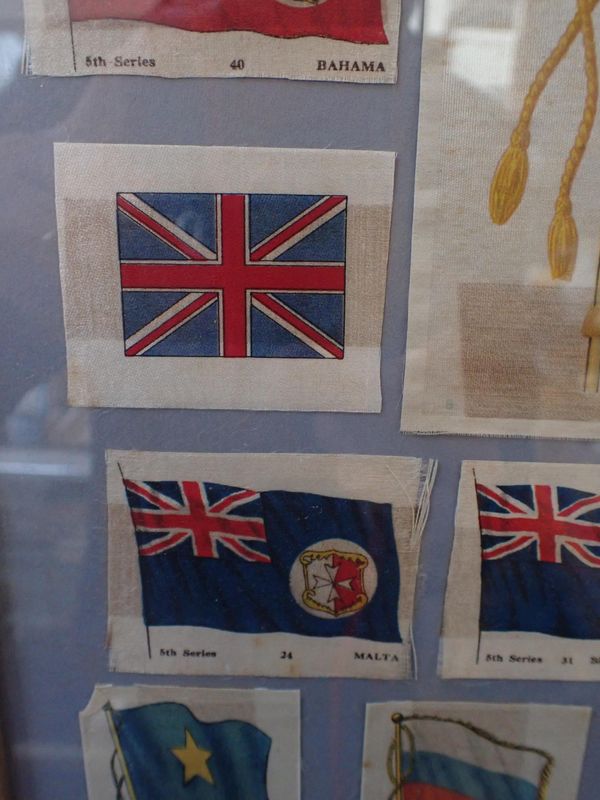 5th Series 40 BAHAMA
5th Series 24 MALTA
5th Series 31